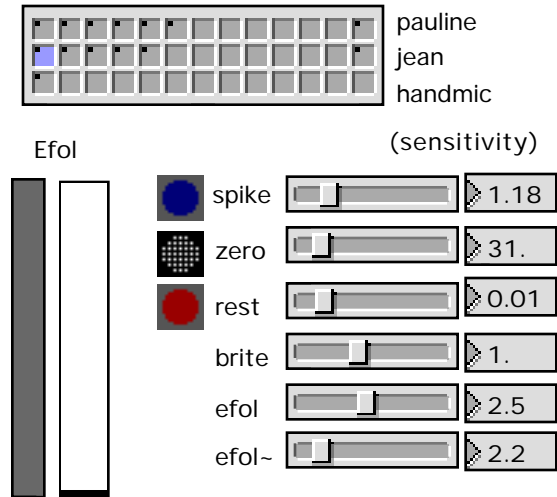 pauline
jean
handmic
Efol
(sensitivity)
spike 1.18
zero 31.
rest 0.01
brite 1.
efol 2.5
efol~ 2.2